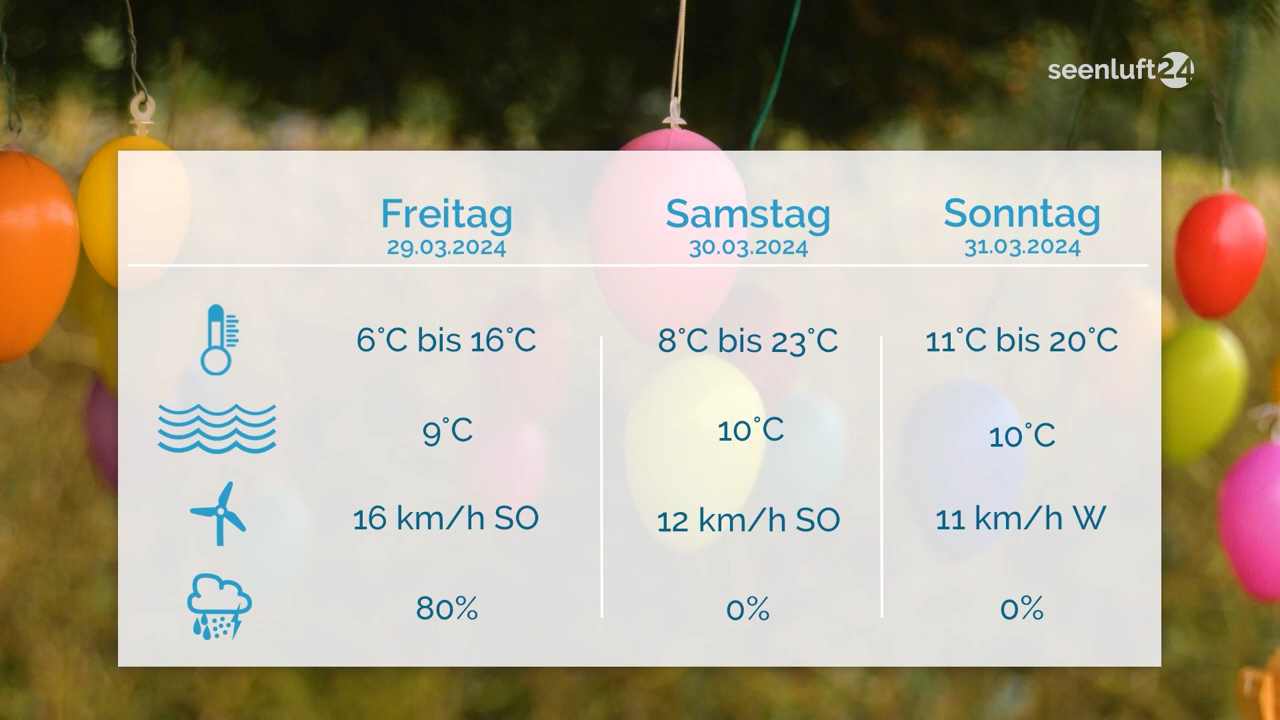 seenluft24
Freitag Samstag Sonntag
29.03.2024 30.03.2024 31.03.2024
6°C bis 16°C 8°C bis 23°C 11°C bis 20°C
9°C 10°C 10°C
16 km/h SO 12 km/h SO 11 km/h W
80% 0% 0%